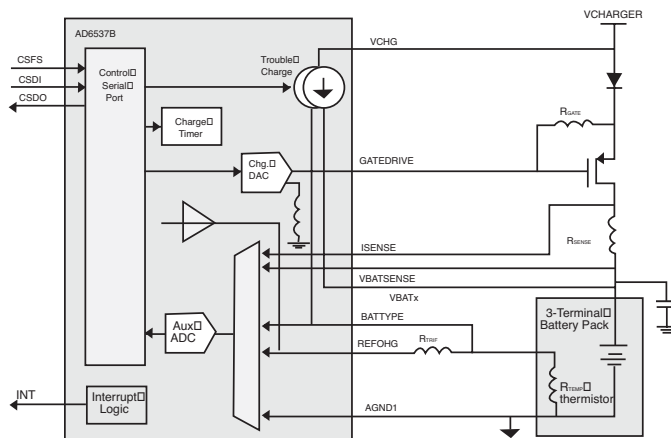 VCHARGER
AD6537B
VCHG
CSFS
CSDI
CSDO
Control□
Serial□
Port
Trouble□
Charge
Charge□
Timer
RGATE
Chg.□
DAC
GATEDRIVE
ISENSE
RSENSE
VBATSENSE
VBATx
BATTYPE
REFOHG
RTRIF
3-Terminal□
Battery Pack
Aux□
ADC
RTEMP□
thermistor
INT
Interrupt□
Logic
AGND1